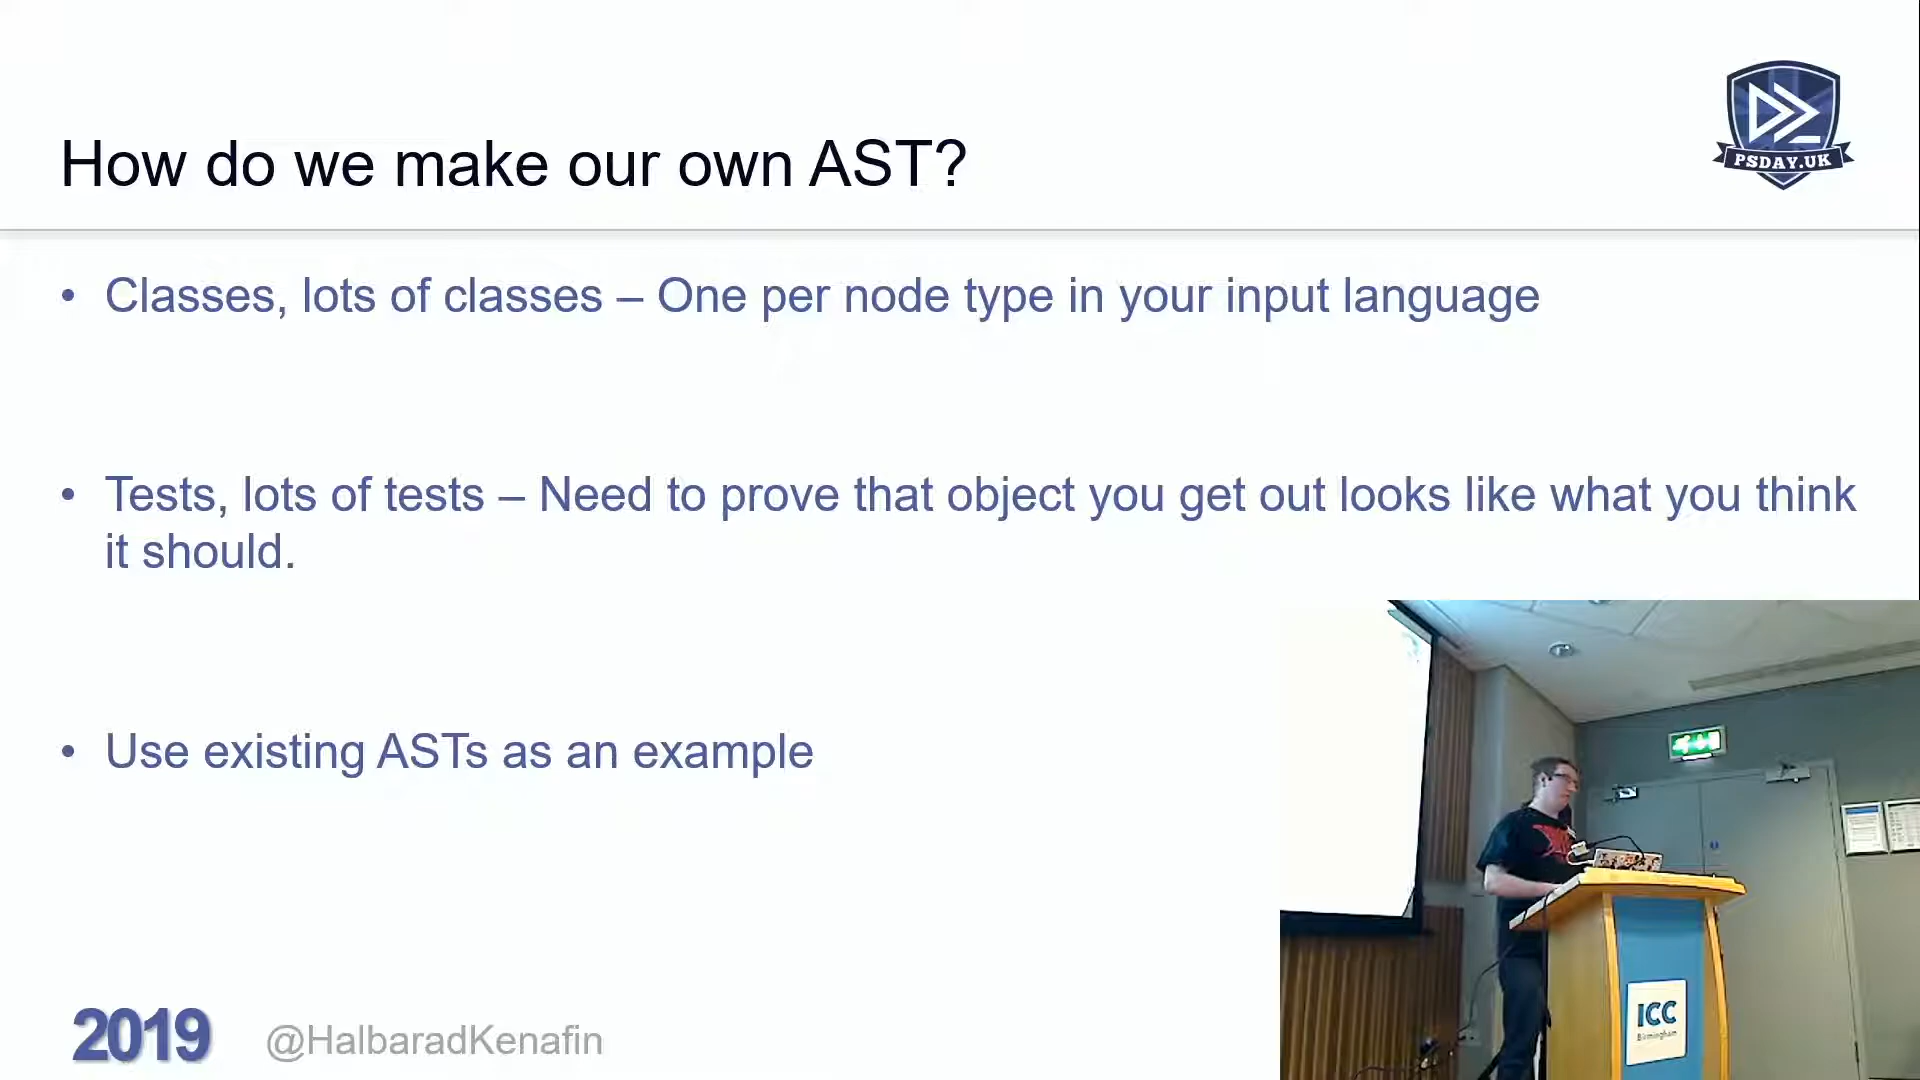 How do we make our own AST?
PSDAY.UK
• Classes, lots of classes – One per node type in your input language
• Tests, lots of tests – Need to prove that object you get out looks like what you think
it should.
• Use existing ASTs as an example
ICC
Birmingham
2019
@HalbaradKenafin